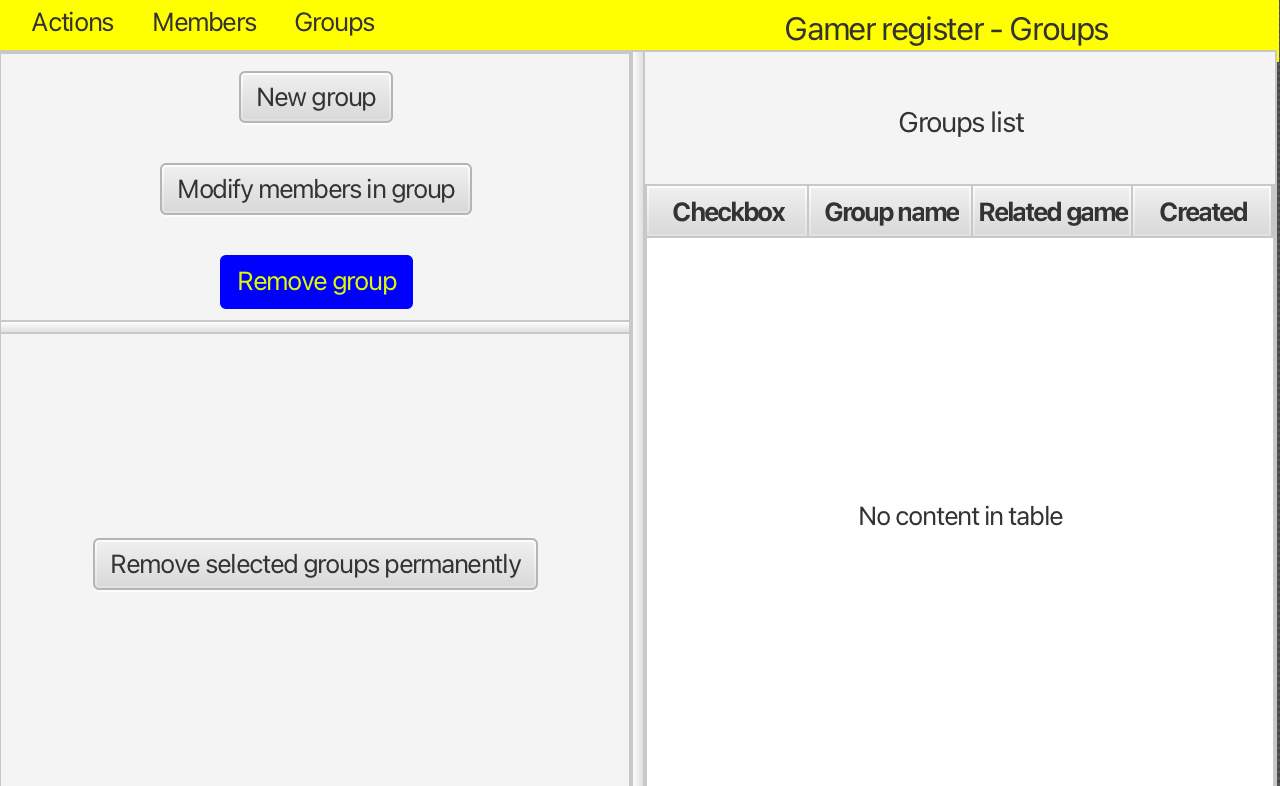 Actions Members Groups
Gamer register - Groups
New group
Modify members in group
Remove group
Remove selected groups permanently
Groups list
Checkbox Group name Related game Created
No content in table